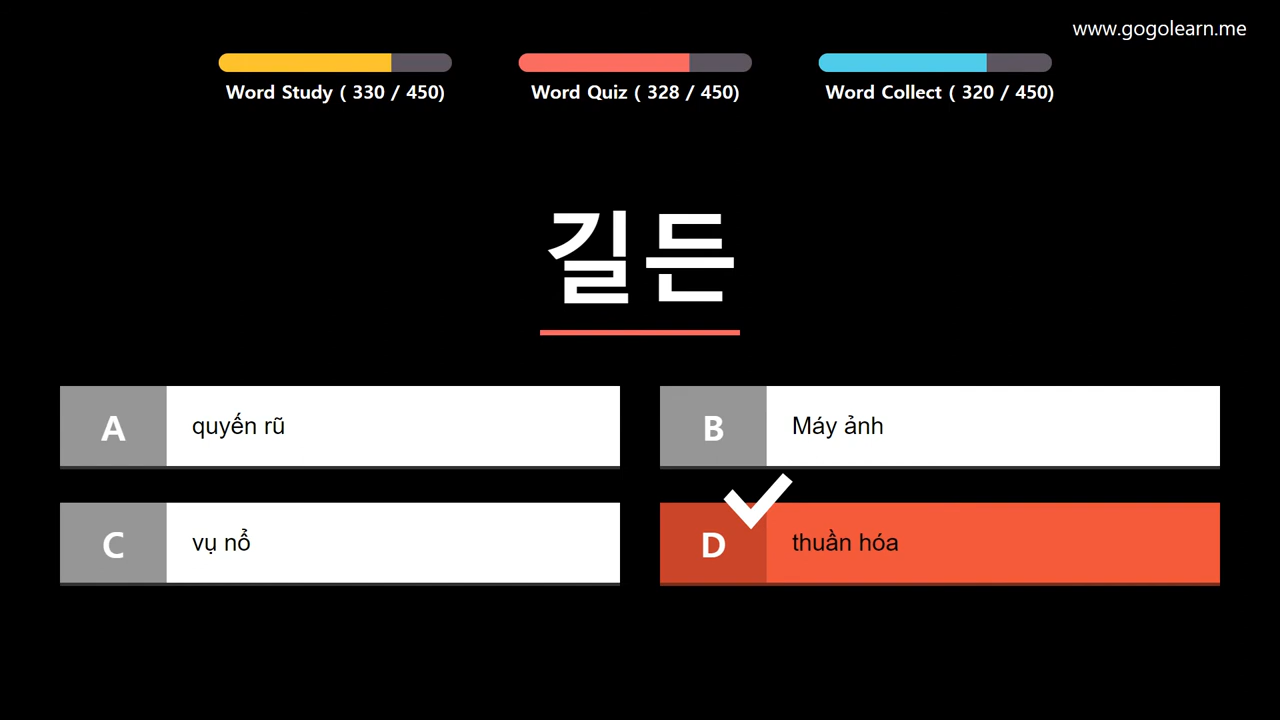 www.gogolearn.me
Word Study ( 330 / 450)
Word Quiz ( 328 / 450)
Word Collect ( 320 / 450)
길든
A quyến rũ
B Máy ảnh
C vụ nổ
D thuần hóa